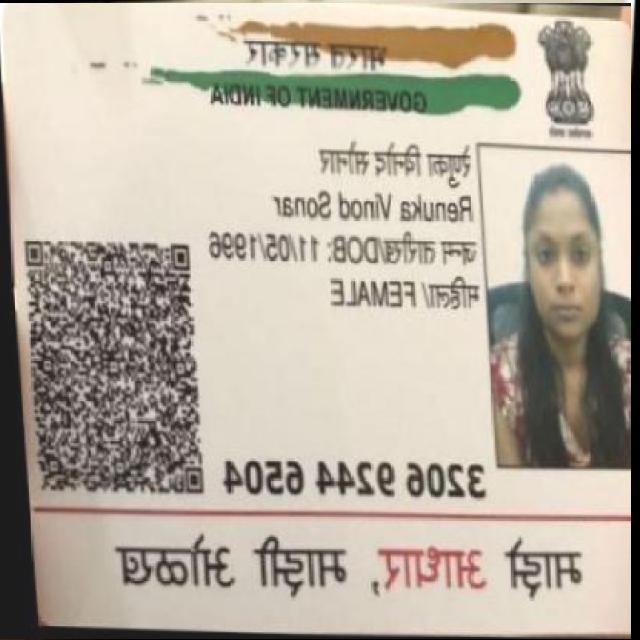 भारत सरकार
GOVERNMENT OF INDIA
रेणुका विनोद सोनार
Renuka Vinod Sonar
जन्म तारीख/DOB: 11/05/1996
महिला/ FEMALE
3206 9244 6504
माझे आधार, माझी ओळख